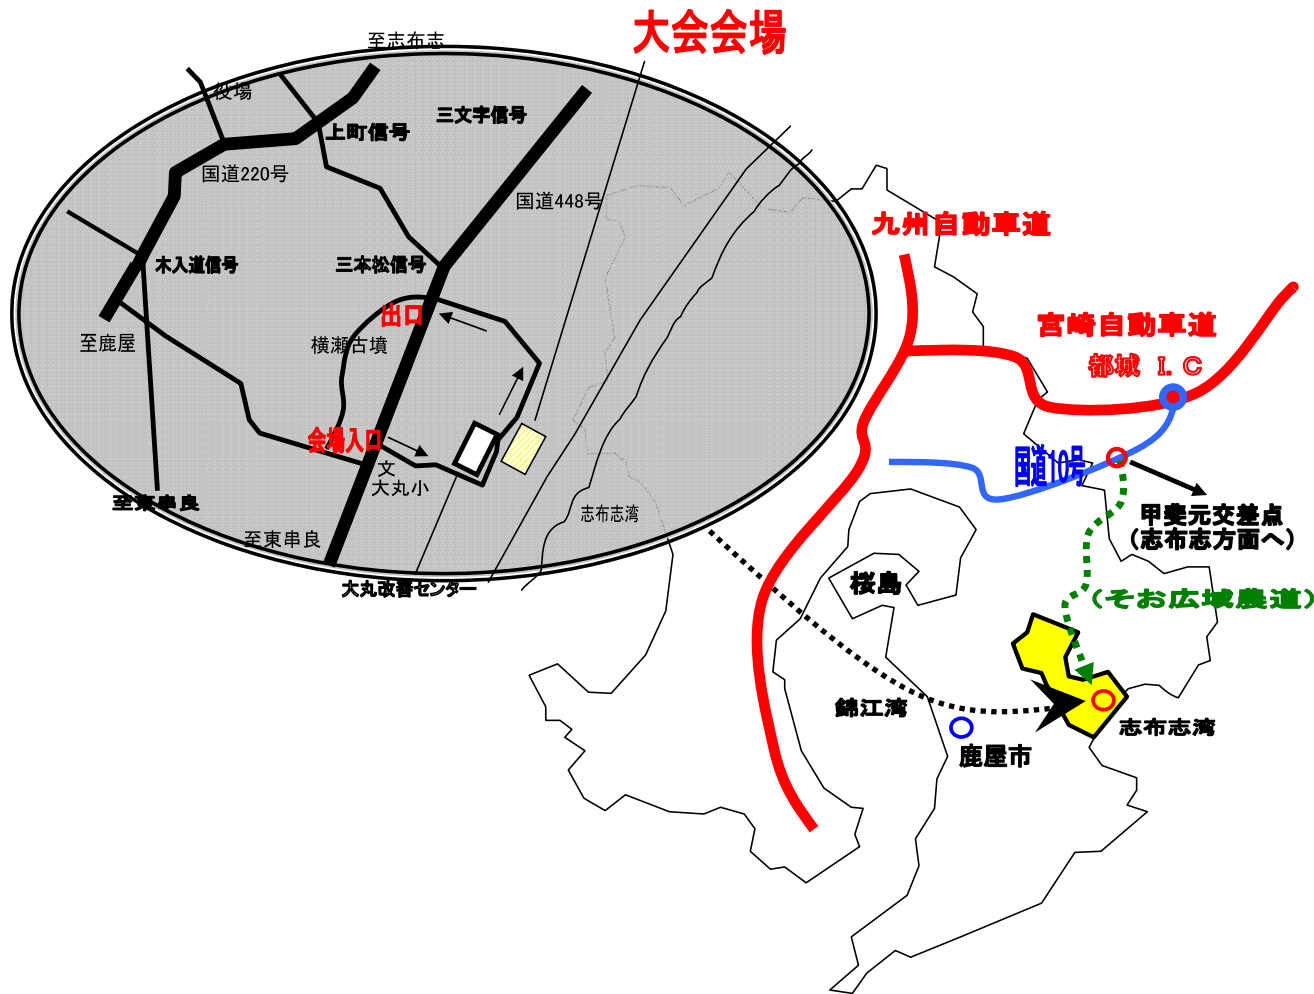 大会会場
至志布志
役場
三文字信号
上町信号
国道220号
国道448号
九州自動車道
木入道信号
三本松信号
出口
宮崎自動車道
至鹿屋
横瀬古墳
都城 I.C
会場入口
文
大丸小
国道10号
至東串良
志布志湾
甲斐元交差点
(志布志方面へ)
至東串良
大丸改善センター
桜島
(そお広域農道)
錦江湾
志布志湾
鹿屋市